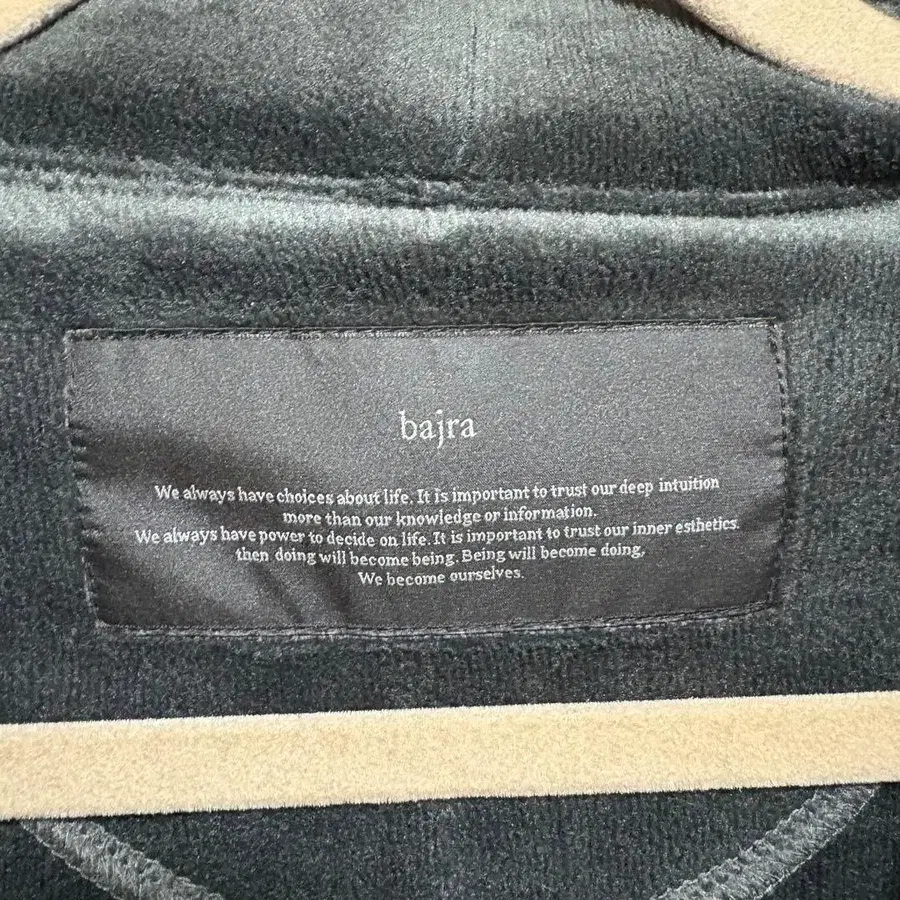 bajra
We always have choices about life. It is important to trust our deep intuition
more than our knowledge or information.
We always have power to decide on life. It is important to trust our inner esthetics.
then doing will become being. Being will become doing,
We become ourselves.